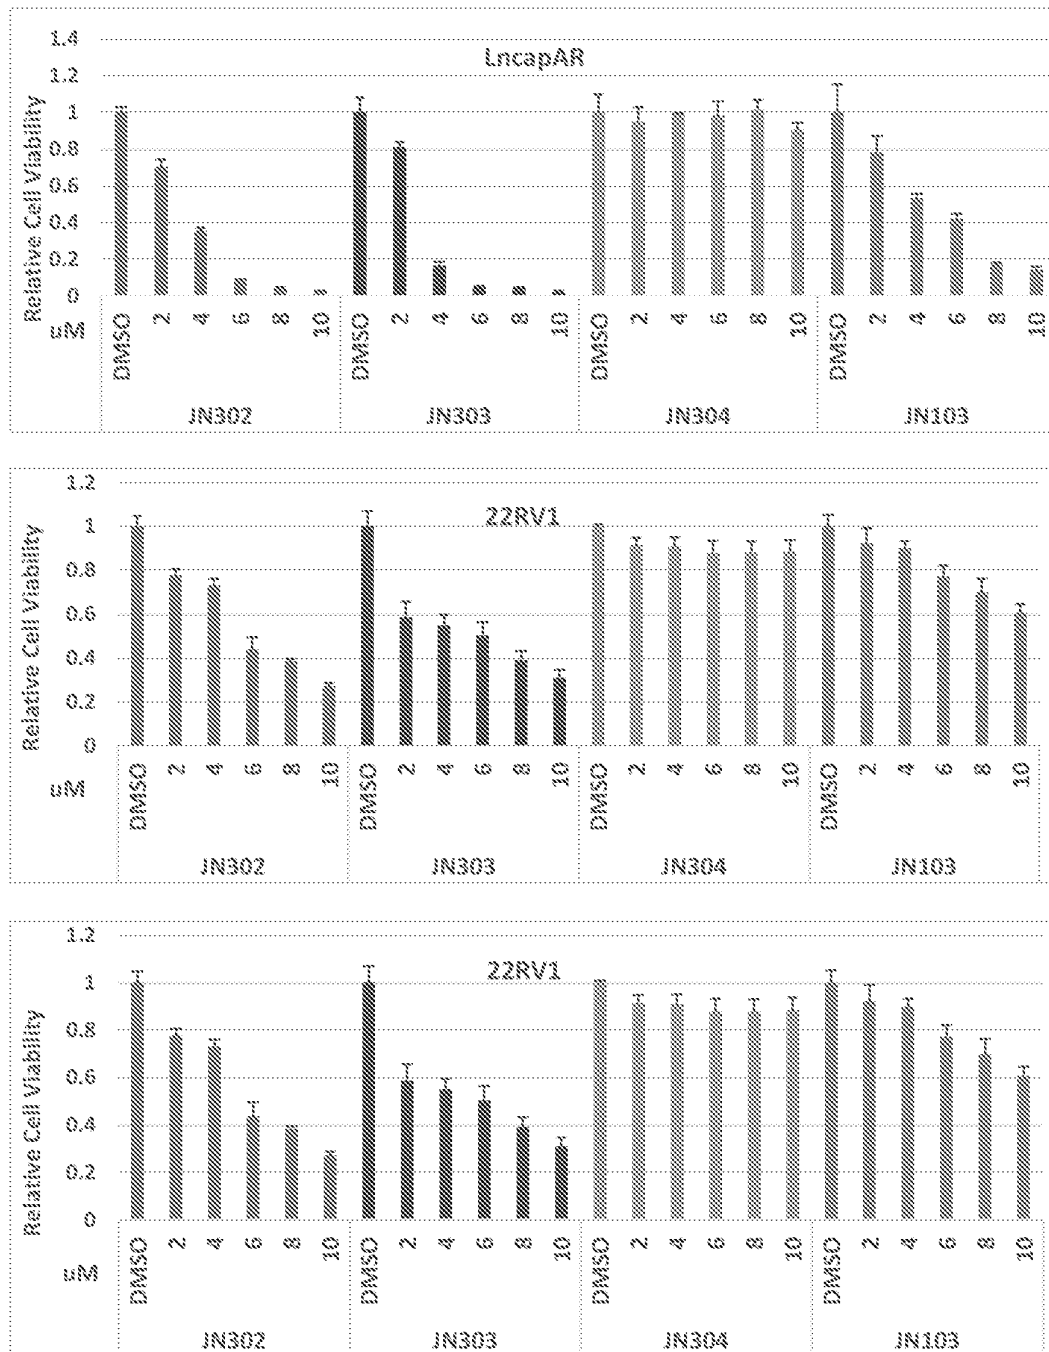 LncapAR
Relative Cell Viability
1.4
1.2
1
0.8
0.6
0.4
0.2
0
uM
DMSO 2 4 6 8 10 DMSO 2 4 6 8 10 DMSO 2 4 6 8 10 DMSO 2 4 6 8 10
JN302 JN303 JN304 JN103
22RV1
Relative Cell Viability
1.2
1
0.8
0.6
0.4
0.2
0
uM
DMSO 2 4 6 8 10 DMSO 2 4 6 8 10 DMSO 2 4 6 8 10 DMSO 2 4 6 8 10
JN302 JN303 JN304 JN103
22RV1
Relative Cell Viability
1.2
1
0.8
0.6
0.4
0.2
0
uM
DMSO 2 4 6 8 10 DMSO 2 4 6 8 10 DMSO 2 4 6 8 10 DMSO 2 4 6 8 10
JN302 JN303 JN304 JN103